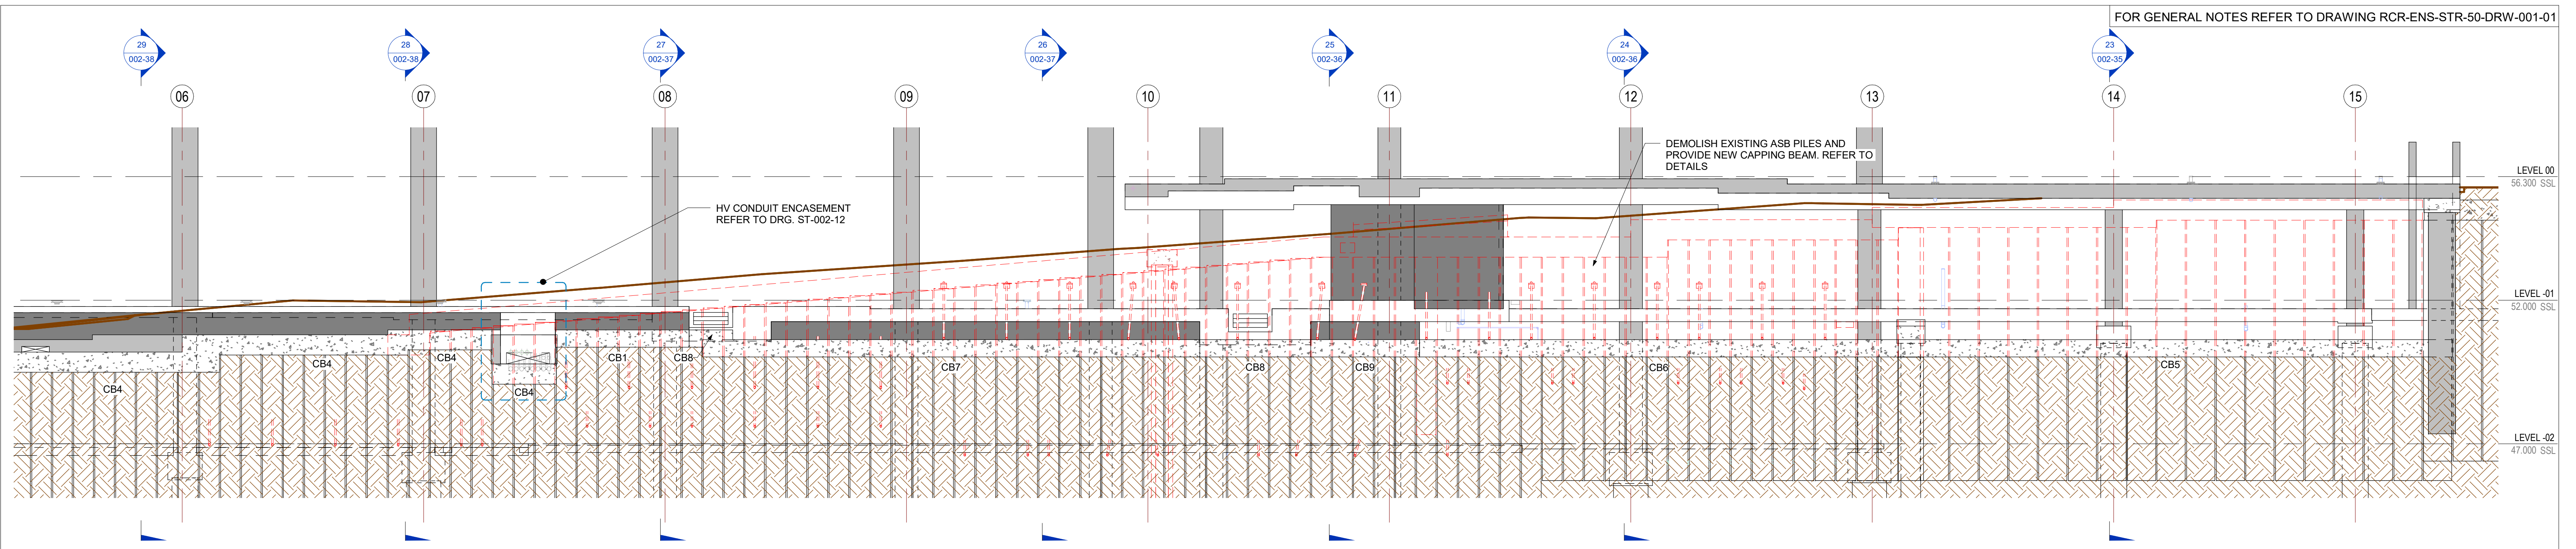 FOR GENERAL NOTES REFER TO DRAWING RCR-ENS-STR-50-DRW-001-01
29
002-38
28
002-38
27
002-37
26
002-37
25
002-36
24
002-36
23
002-35
06
07
08
09
10
11
12
13
14
15
DEMOLISH EXISTING ASB PILES AND
PROVIDE NEW CAPPING BEAM. REFER TO
DETAILS
HV CONDUIT ENCASEMENT
REFER TO DRG. ST-002-12
LEVEL 00
56.300 SSL
LEVEL -01
52.000 SSL
CB4
CB4
CB4
CB4
CB1
CB8
CB7
CB8
CB9
CB6
CB5
LEVEL -02
47.000 SSL